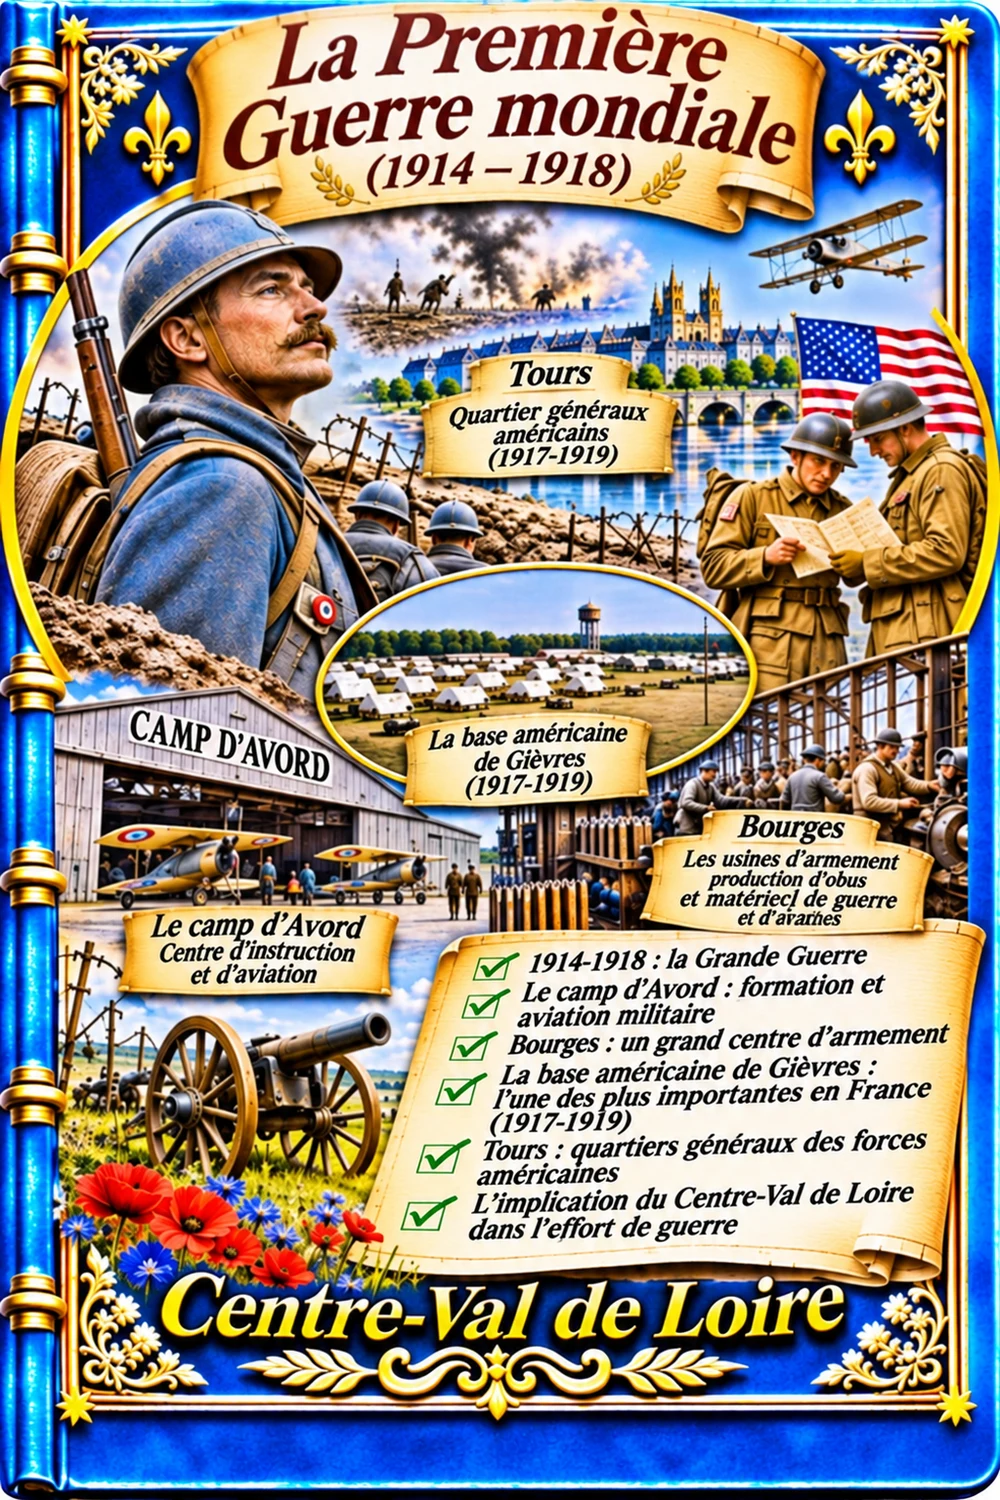 La Première
Guerre mondiale
(1914 – 1918)
Tours
Quartier généraux
américains
(1917-1919)
La base américaine
de Gièvres
(1917-1919)
CAMP D'AVORD
Bourges
Les usines d'armement
production d'obus
et matérieel de guerre
et d'avarnes
Le camp d'Avord
Centre d'instruction
et d'aviation
1914-1918 : la Grande Guerre
Le camp d'Avord : formation et
aviation militaire
Bourges : un grand centre d'armement
La base américaine de Gièvres :
l'une des plus importantes en France
(1917-1919)
Tours : quartiers généraux des forces
américaines
L'implication du Centre-Val de Loire
dans l'effort de guerre
Centre-Val de Loire